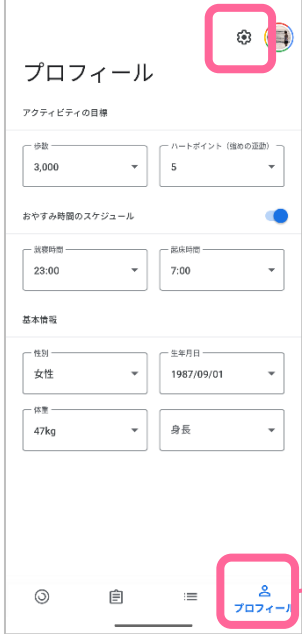 プロフィール
アクティビティの目標
歩数
3,000
ハートポイント（強めの運動）
5
おやすみ時間のスケジュール
就寝時間
23:00
起床時間
7:00
基本情報
性別
女性
生年月日
1987/09/01
体重
47kg
身長
プロフィール